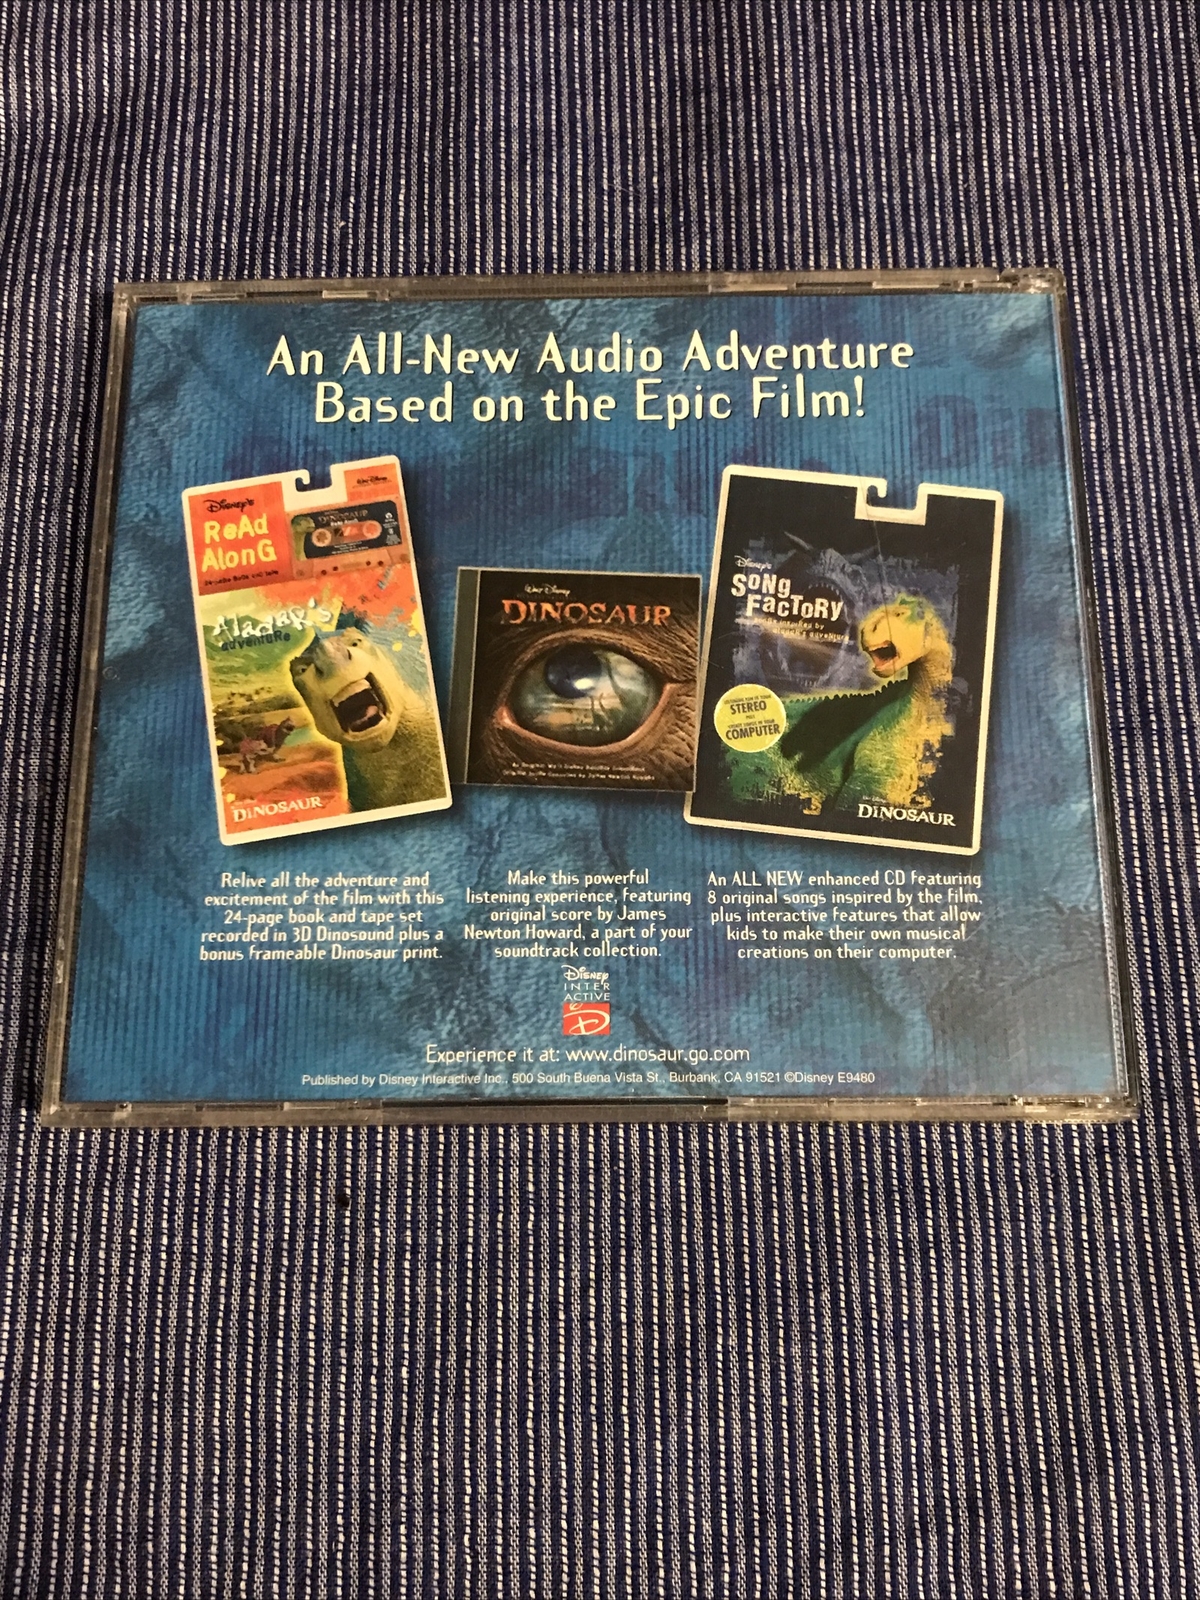 An All-New Audio Adventure
Based on the Epic Film!
Disney's
Read
Along
Aladar's
adventure
DINOSAUR
Walt Disney
DINOSAUR
Disney's
Song
Factory
STEREO
COMPUTER
DINOSAUR
Relive all the adventure and
excitement of the film with this
24-page book and tape set
recorded in 3D Dinosound plus a
bonus frameable Dinosaur print.
Make this powerful
listening experience, featuring
original score by James
Newton Howard, a part of your
soundtrack collection.
An ALL NEW enhanced CD featuring
8 original songs inspired by the film,
plus interactive features that allow
kids to make their own musical
creations on their computer.
Disney
INTER
ACTIVE
Experience it at: www.dinosaur.go.com
Published by Disney Interactive Inc., 500 South Buena Vista St., Burbank, CA 91521 ©Disney E9480